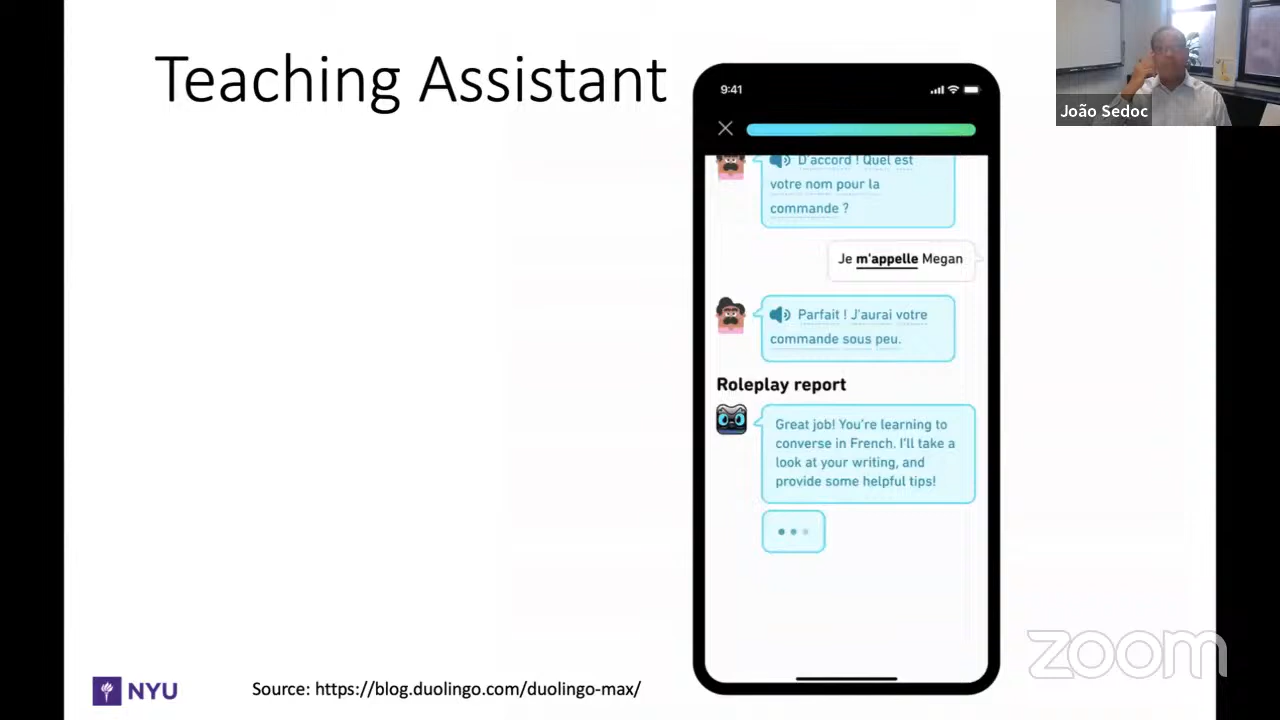 Teaching Assistant
João Sedoc
9:41
D'accord ! Quel est
votre nom pour la
commande ?
Je m'appelle Megan
Parfait ! J'aurai votre
commande sous peu.
Roleplay report
Great job! You're learning to
converse in French. I'll take a
look at your writing, and
provide some helpful tips!
NYU
Source: https://blog.duolingo.com/duolingo-max/
zoom